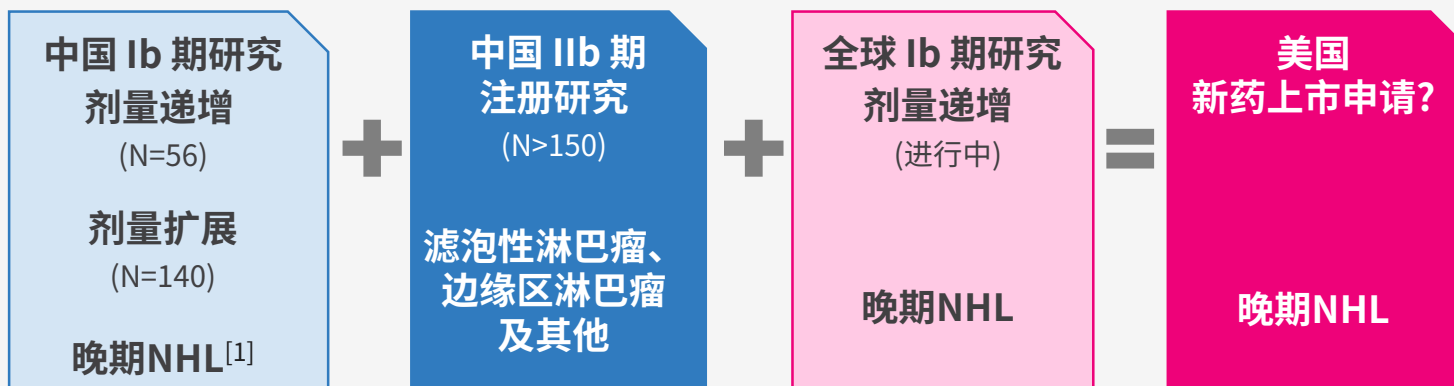 中国 Ib 期研究
剂量递增
(N=56)
剂量扩展
(N=140)
晚期NHL[1]
中国 IIb 期
注册研究
(N>150)
滤泡性淋巴瘤、
边缘区淋巴瘤
及其他
全球 Ib 期研究
剂量递增
(进行中)
晚期NHL
美国
新药上市申请?
晚期NHL